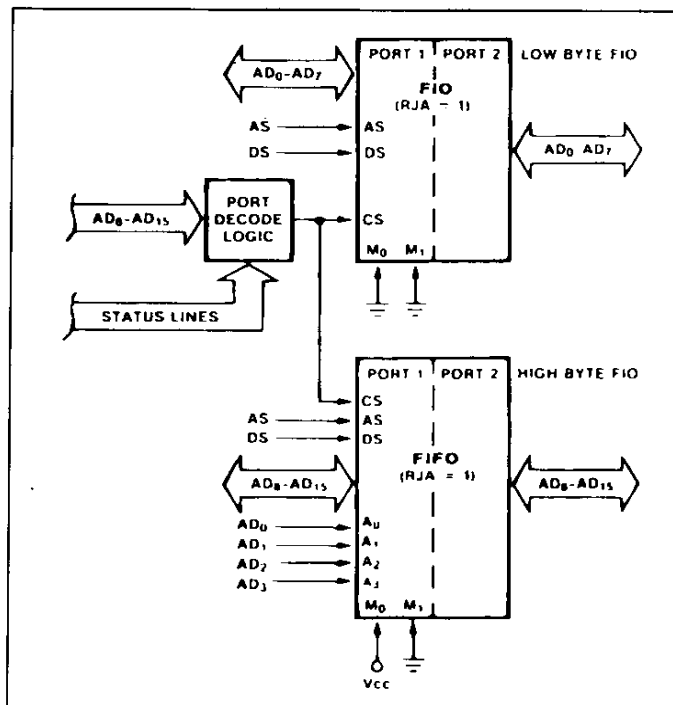 PORT 1 PORT 2 LOW BYTE FIO
AD₀-AD₇
FIO
(RJA = 1)
AS AS
DS DS
AD₀ AD₇
PORT
DECODE
LOGIC
AD₈-AD₁₅
CS
M₀ M₁
STATUS LINES
PORT 1 PORT 2 HIGH BYTE FIO
CS
AS AS
DS DS
FIFO
(RJA = 1)
AD₈-AD₁₅
AD₈-AD₁₅
AD₀ A₀
AD₁ A₁
AD₂ A₂
AD₃ A₃
M₀ M₁
Vcc